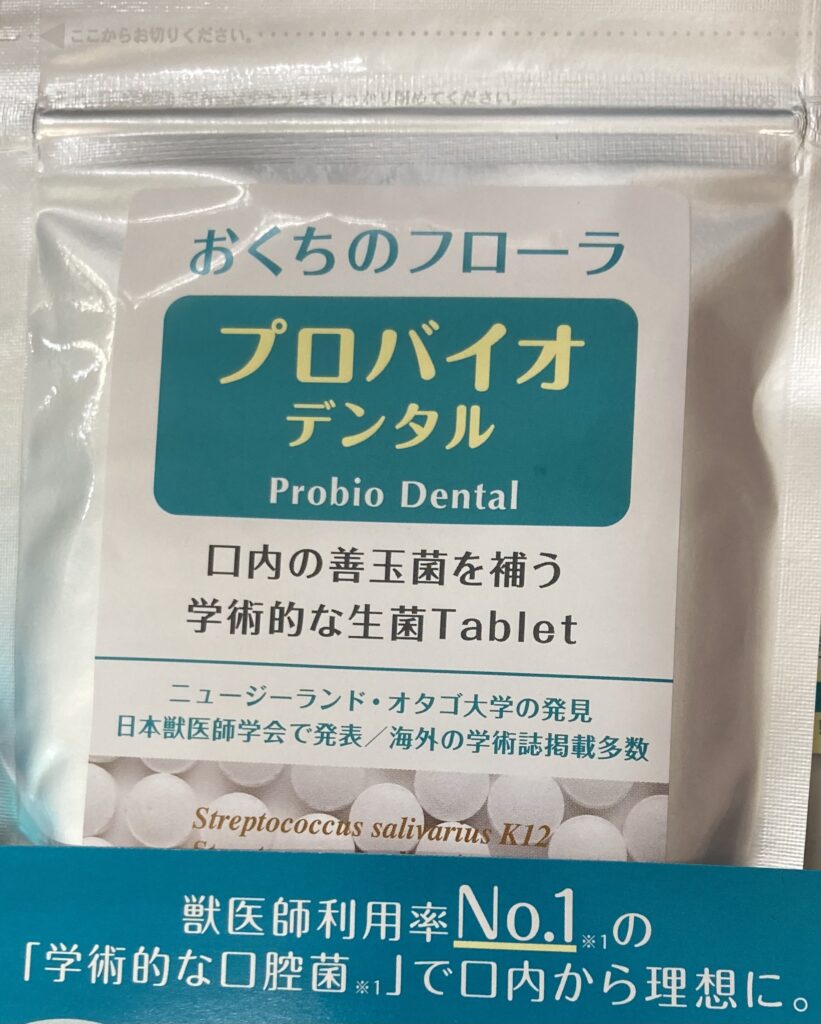 ここからお切りください。
おくちのフローラ
プロバイオ
デンタル
Probio Dental
口内の善玉菌を補う
学術的な生菌Tablet
ニュージーランド・オタゴ大学の発見
日本獣医師学会で発表／海外の学術誌掲載多数
Streptococcus salivarius K12
獣医師利用率No.1※1の
「学術的な口腔菌※1」で口内から理想に。